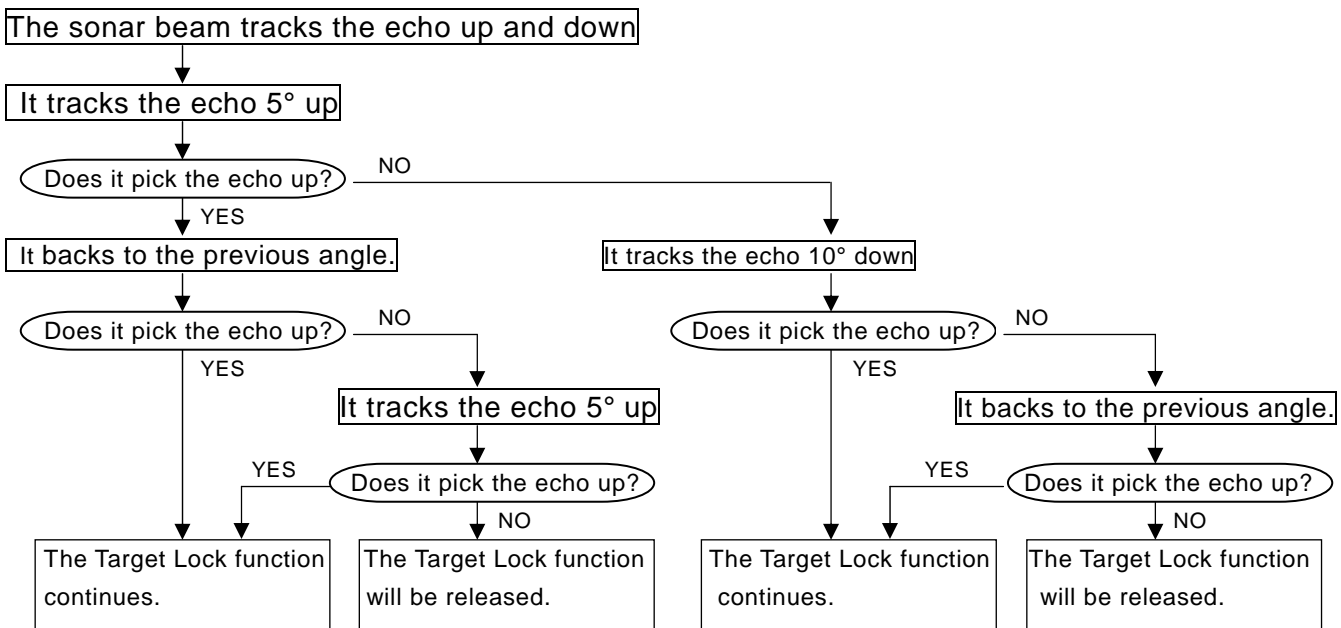 The sonar beam tracks the echo up and down
It tracks the echo 5° up
Does it pick the echo up?
NO
YES
It backs to the previous angle.
It tracks the echo 10° down
Does it pick the echo up?
NO
Does it pick the echo up?
NO
YES
YES
It tracks the echo 5° up
It backs to the previous angle.
YES
Does it pick the echo up?
YES
Does it pick the echo up?
NO
NO
The Target Lock function
continues.
The Target Lock function
will be released.
The Target Lock function
continues.
The Target Lock function
will be released.